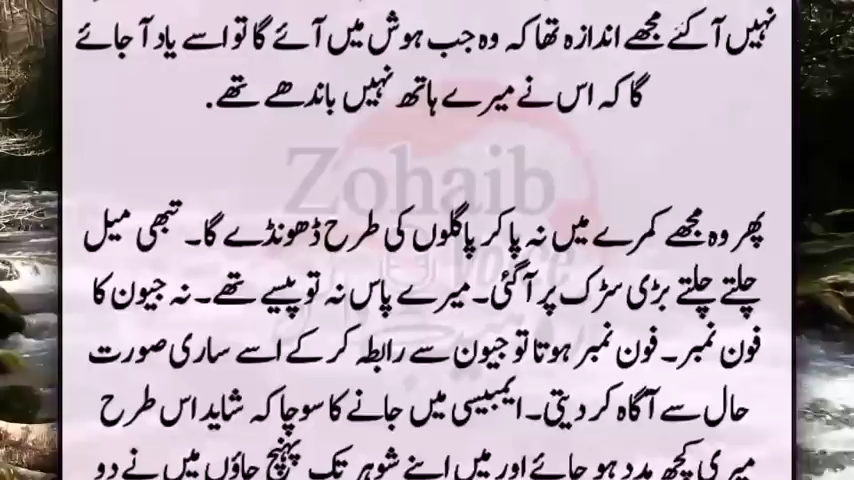 نہیں آ گئے مجھے اندازہ تھا کہ وہ جب ہوش میں آئے گا تو اسے یاد آ جائے
گا کہ اس نے میرے ہاتھ نہیں باندھے تھے.
Zohaib
voice
پھر وہ مجھے کمرے میں نہ پا کر پاگلوں کی طرح ڈھونڈے گا۔ تبھی میل
چلتے چلتے بڑی سڑک پر آ گئی۔ میرے پاس نہ تو پیسے تھے۔ نہ جیون کا
فون نمبر۔ فون نمبر ہوتا تو جیون سے رابطہ کر کے اسے ساری صورت
حال سے آگاہ کر دیتی۔ ایمبیسی میں جانے کا سوچا کہ شاید اس طرح
میری کچھ مدد ہو جائے اور میں اپنے شوہر تک پہنچ جاؤں میں نے دو